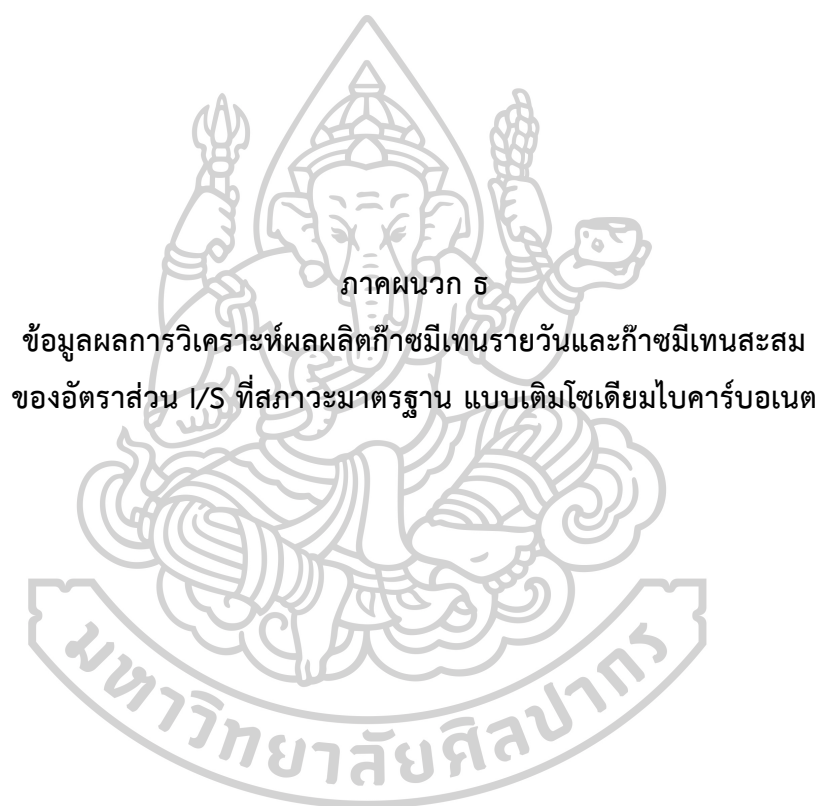 ภาคผนวก ธ
ข้อมูลผลการวิเคราะห์ผลผลิตก๊าซมีเทนรายวันและก๊าซมีเทนสะสม
ของอัตราส่วน I/S ที่สภาวะมาตรฐาน แบบเติมโซเดียมไบคาร์บอเนต
มหาวิทยาลัยศิลปากร